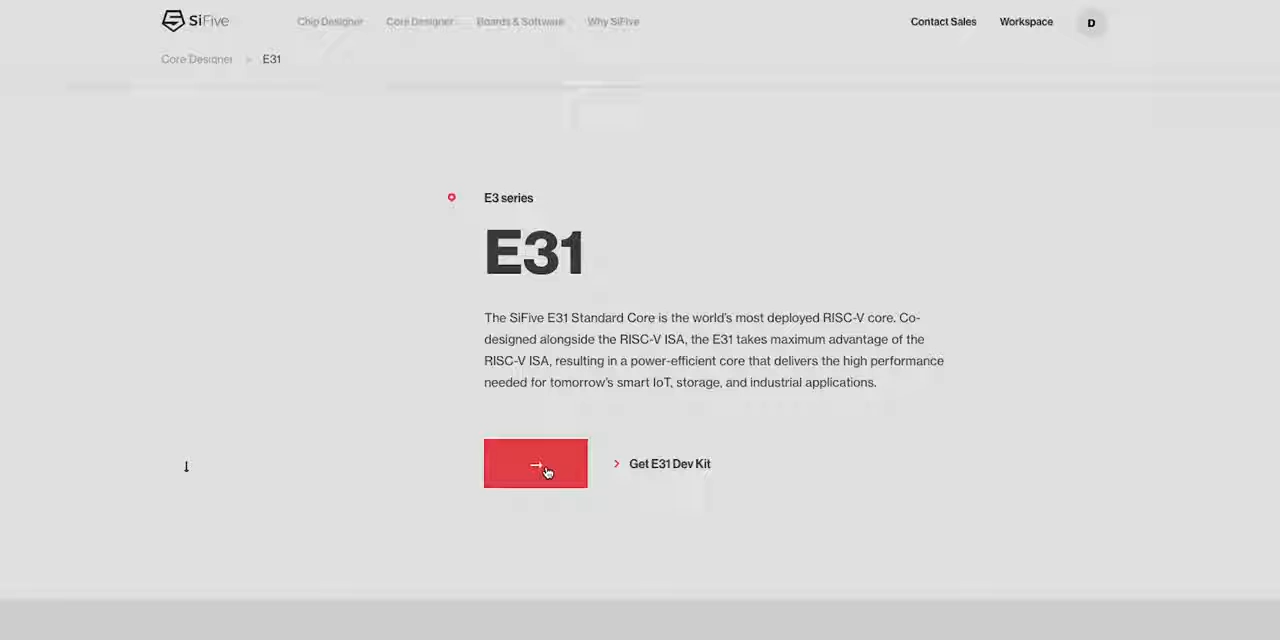 SiFive
Chip Designer
Core Designer
Boards & Software
Why SiFive
Contact Sales
Workspace
D
Core Designer > E31
E3 series
E31
The SiFive E31 Standard Core is the world's most deployed RISC-V core. Co-
designed alongside the RISC-V ISA, the E31 takes maximum advantage of the
RISC-V ISA, resulting in a power-efficient core that delivers the high performance
needed for tomorrow's smart IoT, storage, and industrial applications.
Get E31 Dev Kit